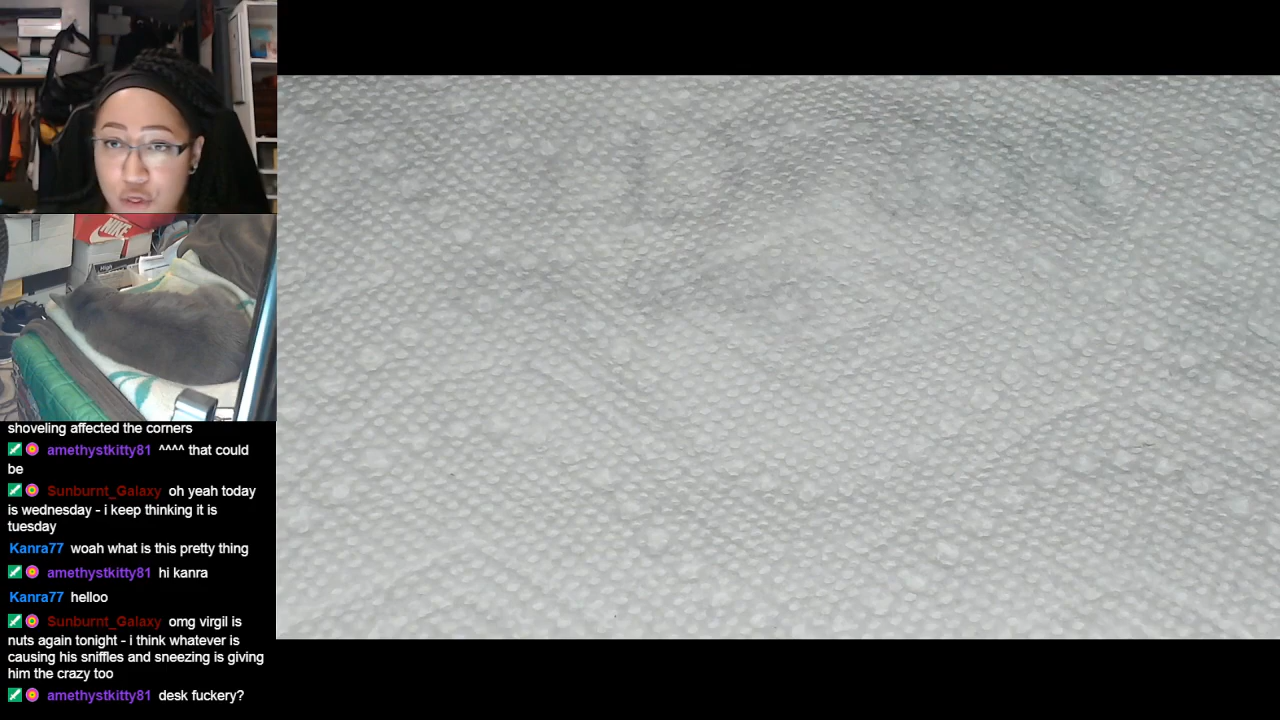 NIKE
High
shoveling affected the corners
amethystkitty81 ^^^^ that could
be
Sunburnt_Galaxy oh yeah today
is wednesday - i keep thinking it is
tuesday
Kanra77 woah what is this pretty thing
amethystkitty81 hi kanra
Kanra77 helloo
Sunburnt_Galaxy omg virgil is
nuts again tonight - i think whatever is
causing his sniffles and sneezing is giving
him the crazy too
amethystkitty81 desk fuckery?